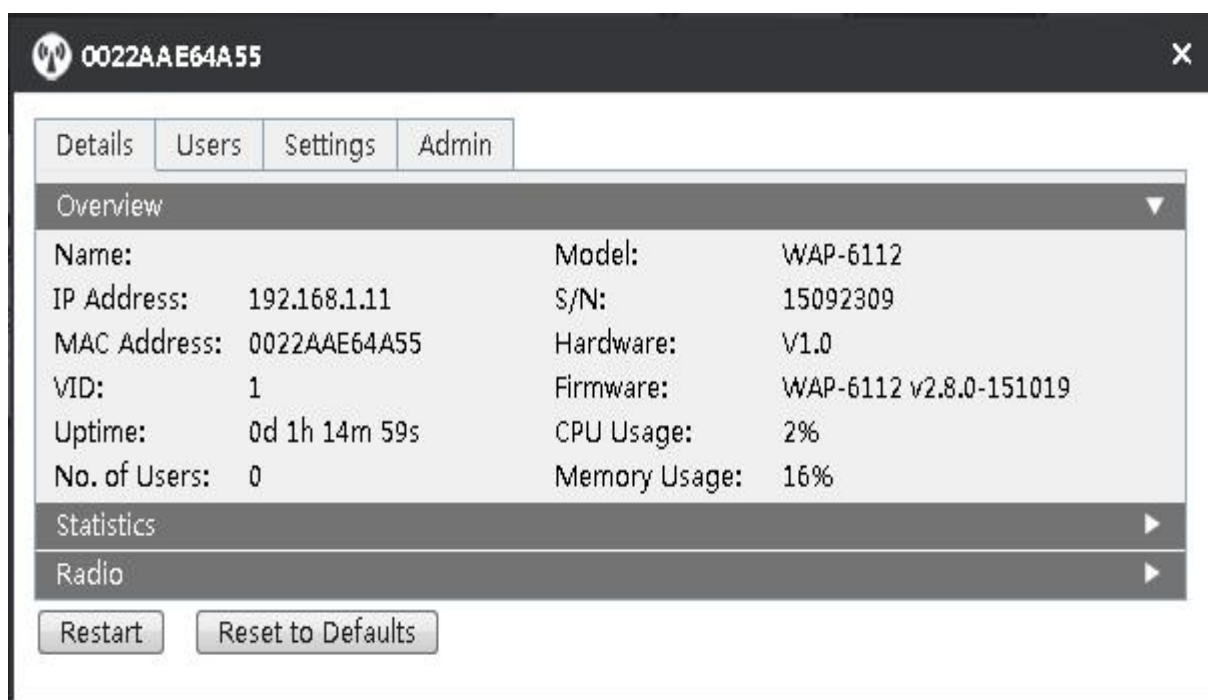 0022AAE64A55
Details Users Settings Admin
Overview
Name: Model: WAP-6112
IP Address: 192.168.1.11 S/N: 15092309
MAC Address: 0022AAE64A55 Hardware: V1.0
VID: 1 Firmware: WAP-6112 v2.8.0-151019
Uptime: 0d 1h 14m 59s CPU Usage: 2%
No. of Users: 0 Memory Usage: 16%
Statistics
Radio
Restart Reset to Defaults